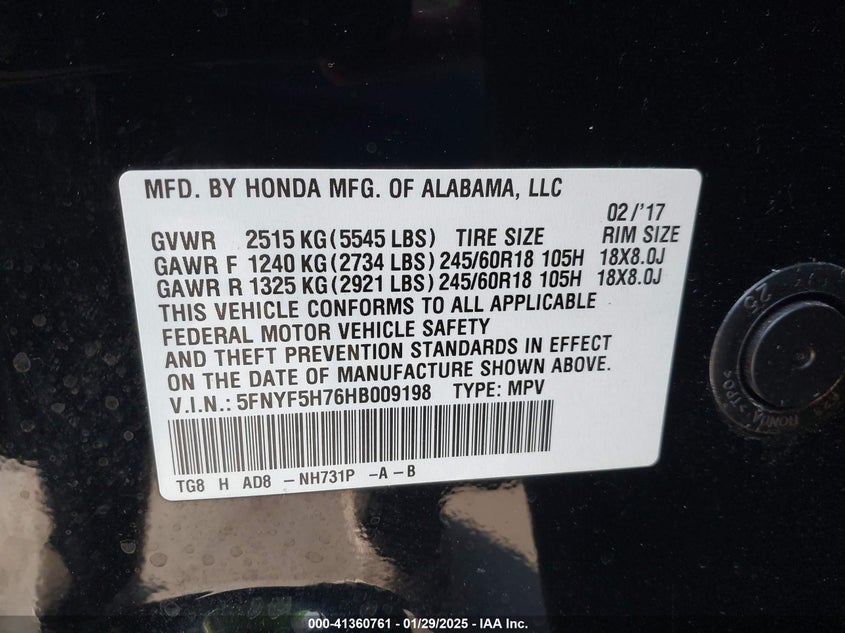 MFD. BY HONDA MFG. OF ALABAMA, LLC
02/'17
GVWR 2515 KG(5545 LBS) TIRE SIZE RIM SIZE
GAWR F 1240 KG(2734 LBS) 245/60R18 105H 18X8.0J
GAWR R 1325 KG(2921 LBS) 245/60R18 105H 18X8.0J
THIS VEHICLE CONFORMS TO ALL APPLICABLE
FEDERAL MOTOR VEHICLE SAFETY
AND THEFT PREVENTION STANDARDS IN EFFECT
ON THE DATE OF MANUFACTURE SHOWN ABOVE.
V.I.N.: 5FNYF5H76HB009198 TYPE: MPV
TG8 H AD8 -NH731P -A-B
25
000-41360761 - 01/29/2025 - IAA Inc.